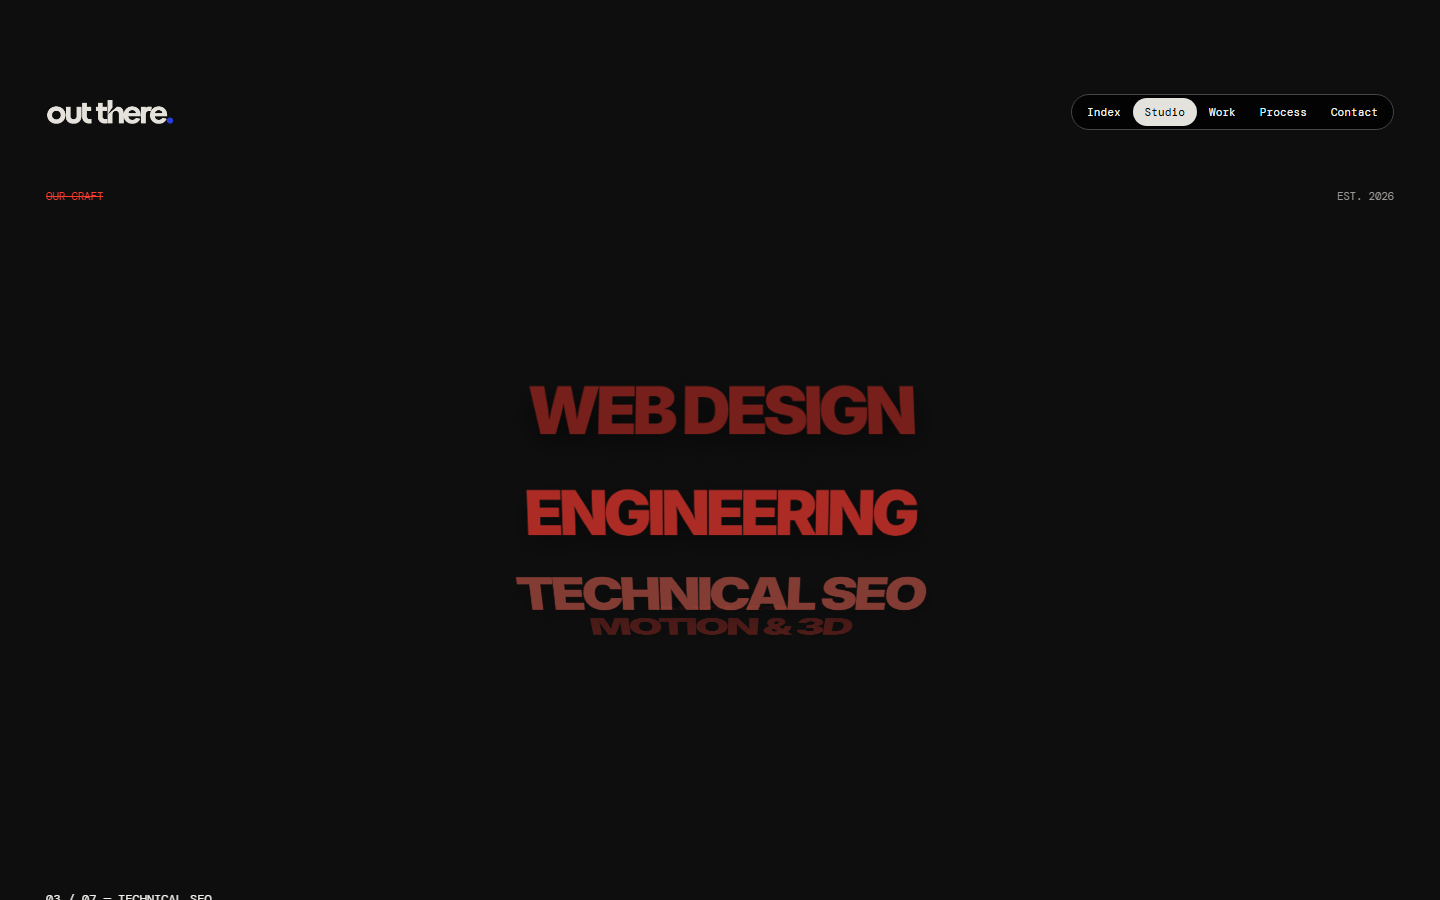 out there.
Index Studio Work Process Contact
OUR CRAFT
EST. 2026
WEB DESIGN
ENGINEERING
TECHNICAL SEO
MOTION & 3D
03 / 07 — TECHNICAL SEO